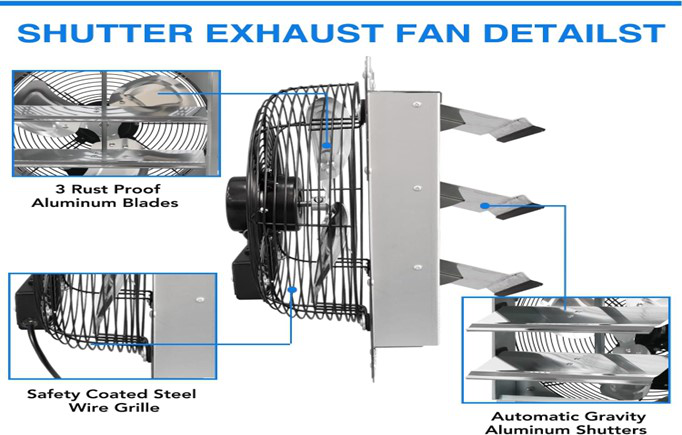 SHUTTER EXHAUST FAN DETAILST
3 Rust Proof
Aluminum Blades
Safety Coated Steel
Wire Grille
Automatic Gravity
Aluminum Shutters